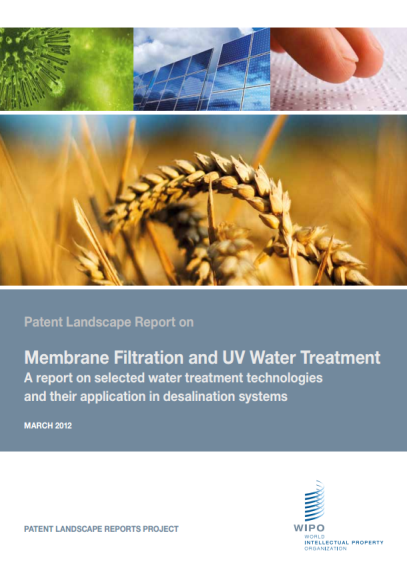 Patent Landscape Report on
Membrane Filtration and UV Water Treatment
A report on selected water treatment technologies
and their application in desalination systems
MARCH 2012
PATENT LANDSCAPE REPORTS PROJECT
WIPO
WORLD
INTELLECTUAL PROPERTY
ORGANIZATION